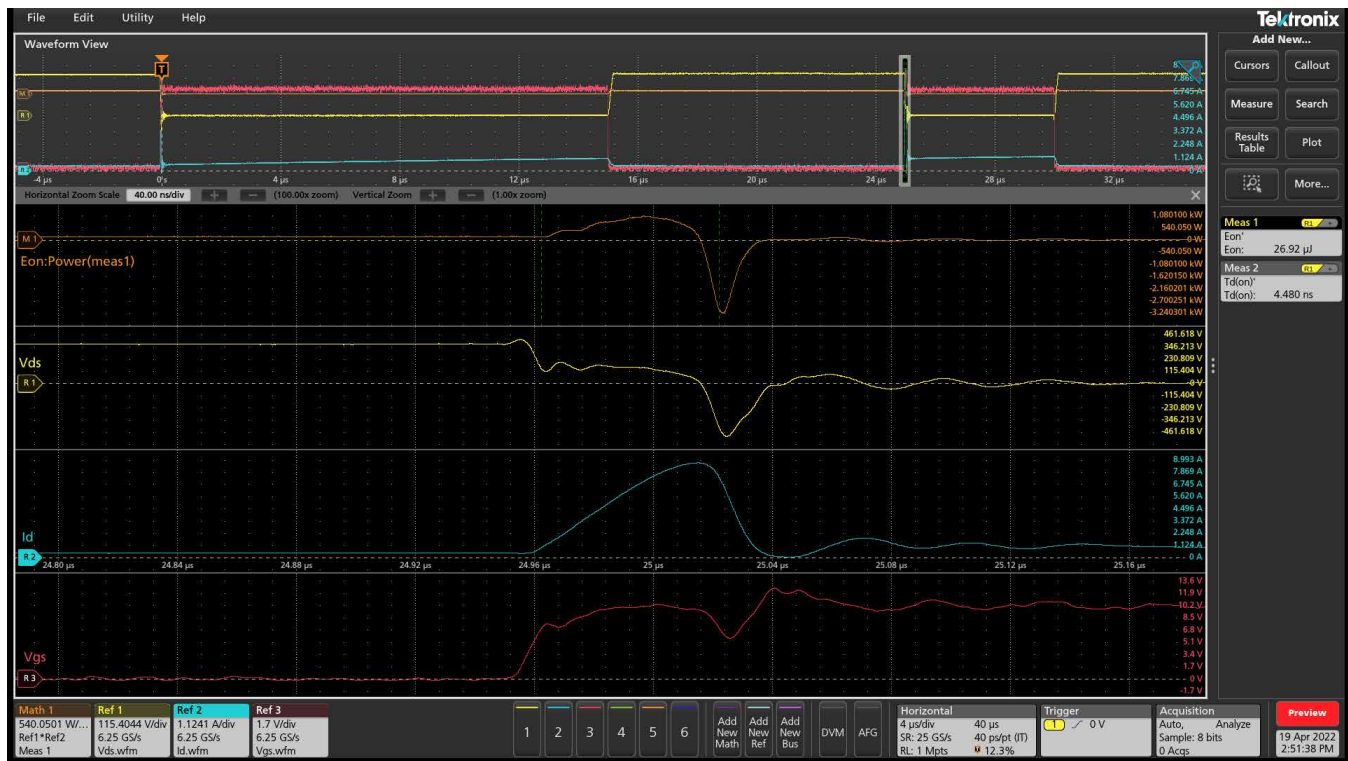 File Edit Utility Help
Tektronix
Waveform View
Add New...
Cursors Callout
Measure Search
Results Table Plot
More...
T
M 1
R 1
R 2
7.869
6.745 A
5.620 A
4.496 A
3.372 A
2.248 A
1.124 A
0 A
-4 µs 0 s 4 µs 8 µs 12 µs 16 µs 20 µs 24 µs 28 µs 32 µs
Horizontal Zoom Scale 40.00 ns/div + − (100.00x zoom) Vertical Zoom + − (1.00x zoom)
M 1
Eon:Power(meas1)
1.080100 kW
540.050 W
0 W
-540.050 W
-1.080100 kW
-1.620150 kW
-2.160201 kW
-2.700251 kW
-3.240301 kW
Vds
R 1
461.618 V
346.213 V
230.809 V
115.404 V
0 V
-115.404 V
-230.809 V
-346.213 V
-461.618 V
Id
R 2
8.993 A
7.869 A
6.745 A
5.620 A
4.496 A
3.372 A
2.248 A
1.124 A
0 A
24.80 µs 24.84 µs 24.88 µs 24.92 µs 24.96 µs 25 µs 25.04 µs 25.08 µs 25.12 µs 25.16 µs
Vgs
R 3
13.6 V
11.9 V
10.2 V
8.5 V
6.8 V
5.1 V
3.4 V
1.7 V
0 V
-1.7 V
Meas 1 R1
Eon'
Eon: 26.92 µJ
Meas 2 R1
Td(on)'
Td(on): 4.480 ns
Math 1
540.0501 W/...
Ref1*Ref2
Meas 1
Ref 1
115.4044 V/div
6.25 GS/s
Vds.wfm
Ref 2
1.1241 A/div
6.25 GS/s
Id.wfm
Ref 3
1.7 V/div
6.25 GS/s
Vgs.wfm
1 2 3 4 5 6
Add New Math
Add New Ref
Add New Bus
DVM
AFG
Horizontal
4 µs/div 40 µs
SR: 25 GS/s 40 ps/pt (IT)
RL: 1 Mpts 12.3%
Trigger
1 0 V
Acquisition
Auto, Analyze
Sample: 8 bits
0 Acqs
Preview
19 Apr 2022
2:51:38 PM